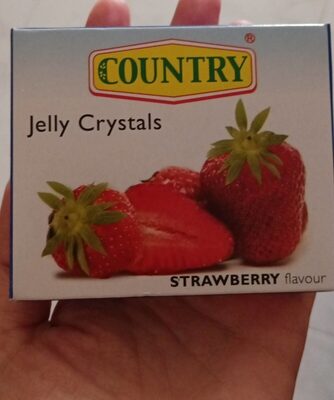 COUNTRY ®
Jelly Crystals
STRAWBERRY flavour